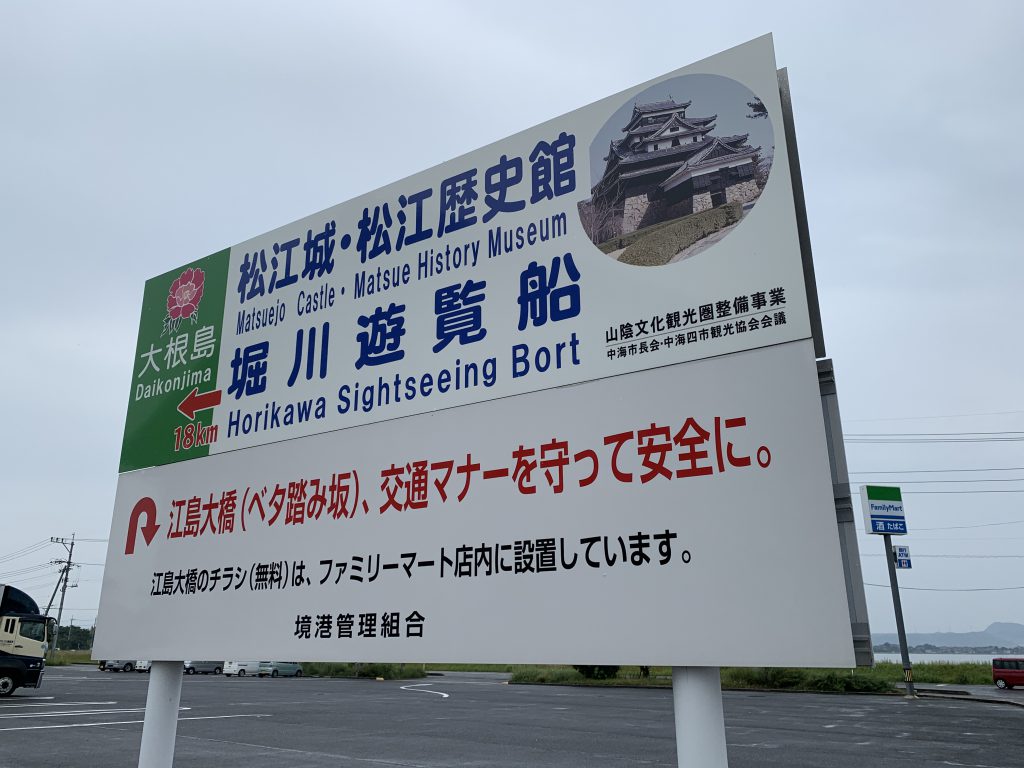 松江城・松江歴史館
Matsuejo Castle・Matsue History Museum
堀川遊覧船
Horikawa Sightseeing Bort
大根島
Daikonjima
18km
山陰文化観光圏整備事業
中海市長会・中海四市観光協会会議
江島大橋(ベタ踏み坂)、交通マナーを守って安全に。
江島大橋のチラシ(無料)は、ファミリーマート店内に設置しています。
境港管理組合
FamilyMart
酒 たばこ
ATM